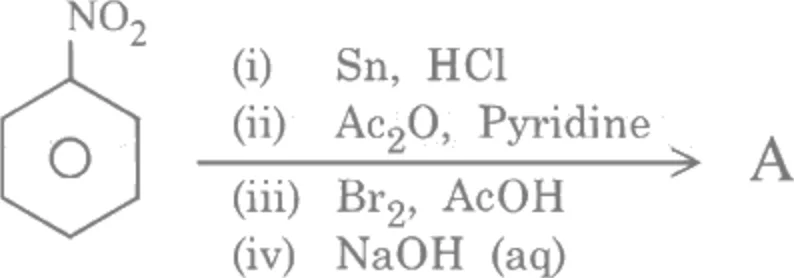 NO₂
(i) Sn, HCl
(ii) Ac₂O, Pyridine
(iii) Br₂, AcOH
(iv) NaOH (aq)
A